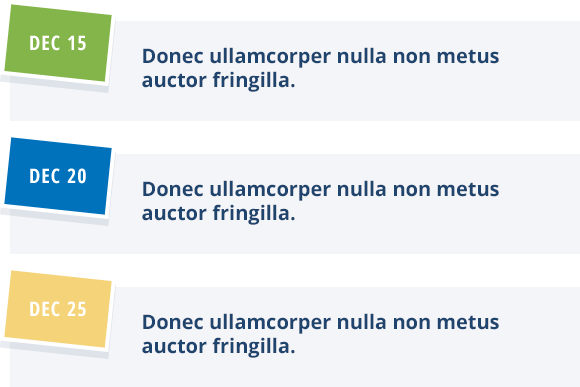 DEC 15
Donec ullamcorper nulla non metus
auctor fringilla.
DEC 20
Donec ullamcorper nulla non metus
auctor fringilla.
DEC 25
Donec ullamcorper nulla non metus
auctor fringilla.